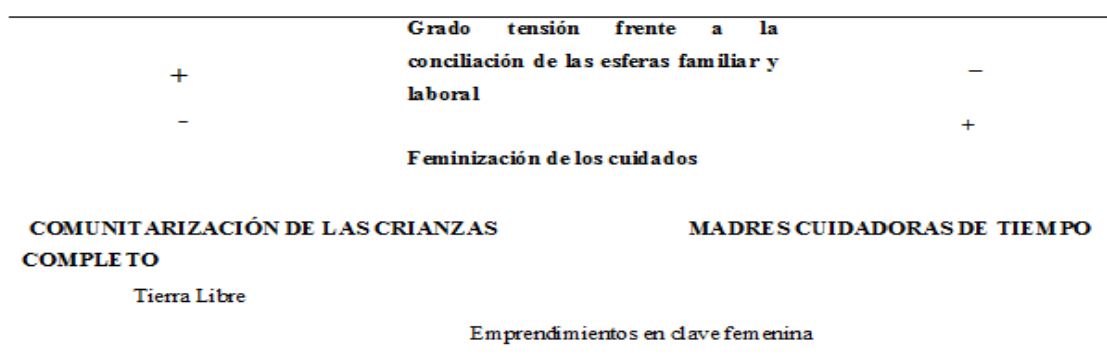 Grado tensión frente a la
conciliación de las esferas familiar y
+ –
laboral
- +
Feminización de los cuidados
COMUNITARIZACIÓN DE LAS CRIANZAS MADRES CUIDADORAS DE TIEMPO
COMPLETO
Tierra Libre
Emprendimientos en clave femenina